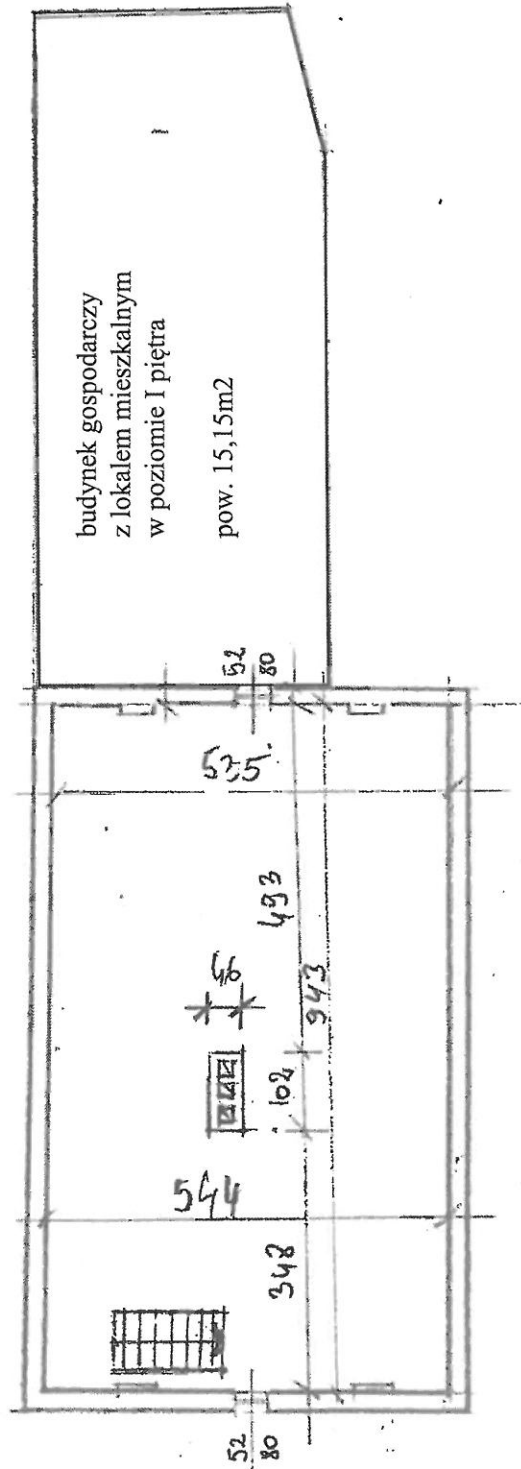 budynek gospodarczy
z lokalem mieszkalnym
w poziomie I piętra
pow. 15,15m2
52
80
535
493
46
943
102
544
348
52
80